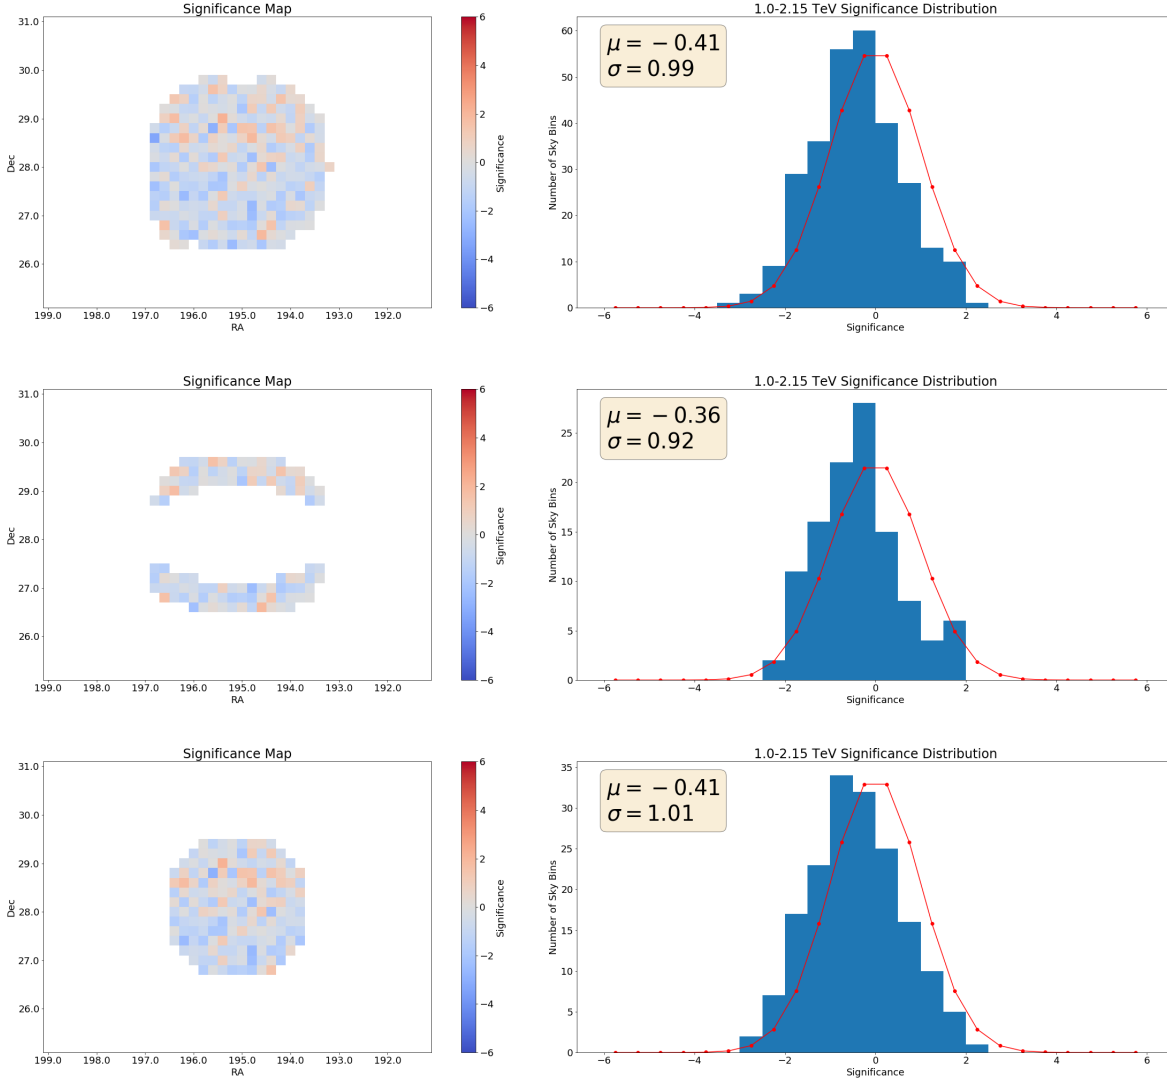 Significance Map
31.0
30.0
29.0
28.0
27.0
26.0
Dec
199.0 198.0 197.0 196.0 195.0 194.0 193.0 192.0
RA
6
4
2
0
−2
−4
−6
Significance
1.0-2.15 TeV Significance Distribution
μ = − 0.41
σ = 0.99
60
50
40
30
20
10
0
Number of Sky Bins
−6 −4 −2 0 2 4 6
Significance
Significance Map
31.0
30.0
29.0
28.0
27.0
26.0
Dec
199.0 198.0 197.0 196.0 195.0 194.0 193.0 192.0
RA
6
4
2
0
−2
−4
−6
Significance
1.0-2.15 TeV Significance Distribution
μ = − 0.36
σ = 0.92
25
20
15
10
5
0
Number of Sky Bins
−6 −4 −2 0 2 4 6
Significance
Significance Map
31.0
30.0
29.0
28.0
27.0
26.0
Dec
199.0 198.0 197.0 196.0 195.0 194.0 193.0 192.0
RA
6
4
2
0
−2
−4
−6
Significance
1.0-2.15 TeV Significance Distribution
μ = − 0.41
σ = 1.01
35
30
25
20
15
10
5
0
Number of Sky Bins
−6 −4 −2 0 2 4 6
Significance